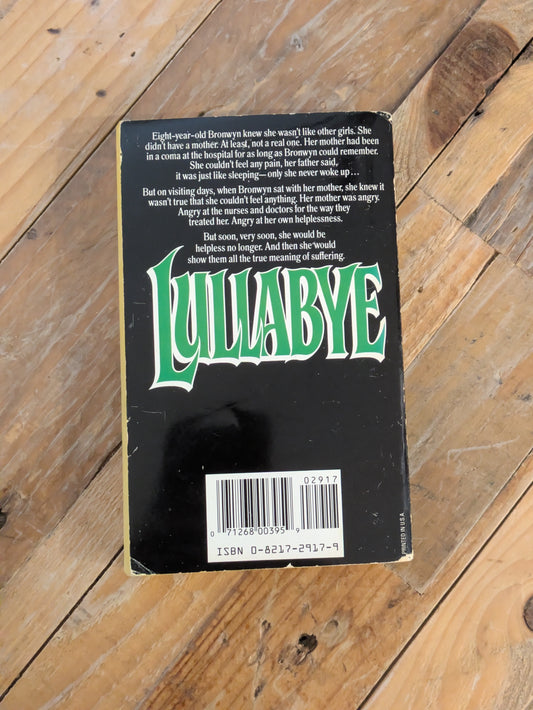 Eight-year-old Bronwyn knew she wasn't like other girls. She
didn't have a mother. At least, not a real one. Her mother had been
in a coma at the hospital for as long as Bronwyn could remember.
She couldn't feel any pain, her father said,
it was just like sleeping—only she never woke up...
But on visiting days, when Bronwyn sat with her mother, she knew it
wasn't true that she couldn't feel anything. Her mother was angry.
Angry at the nurses and doctors for the way they
treated her. Angry at her own helplessness.
But soon, very soon, she would be
helpless no longer. And then she would
show them all the true meaning of suffering.
LULLABYE
02917
0 71268 00395 9
ISBN 0-8217-2917-9
PRINTED IN U.S.A.